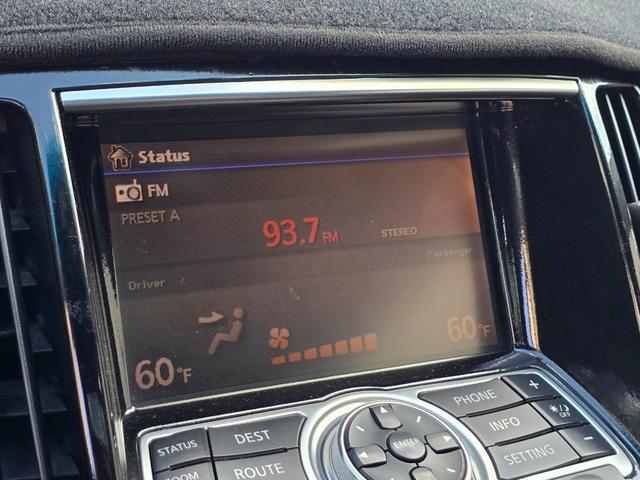 Status
FM
PRESET A
93.7 FM STEREO
Driver Passenger
60°F 60°F
STATUS DEST PHONE +
ENTER INFO OFF
ROUTE SETTING -